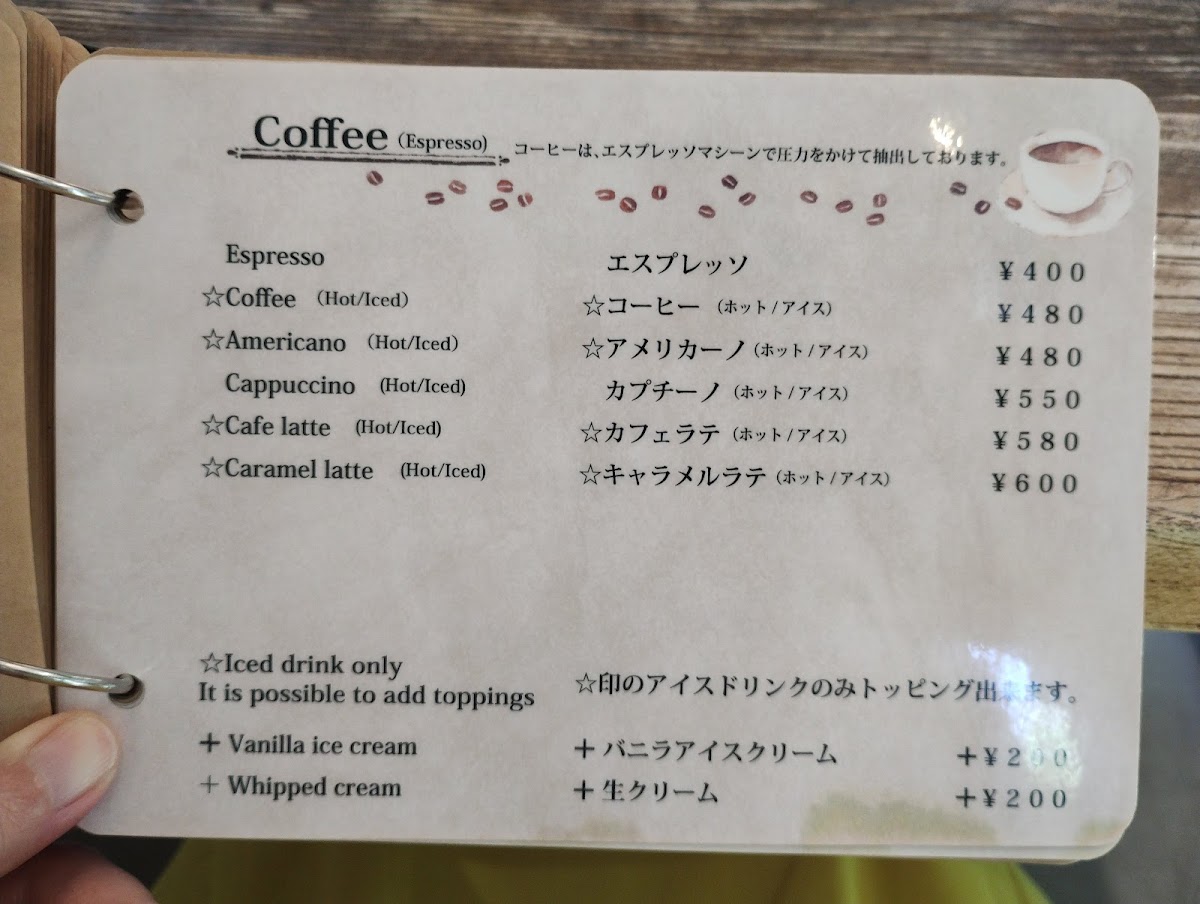 Coffee (Espresso) コーヒーは、エスプレッソマシーンで圧力をかけて抽出しております。
Espresso エスプレッソ ¥400
☆Coffee (Hot/Iced) ☆コーヒー (ホット/アイス) ¥480
☆Americano (Hot/Iced) ☆アメリカーノ (ホット/アイス) ¥480
Cappuccino (Hot/Iced) カプチーノ (ホット/アイス) ¥550
☆Cafe latte (Hot/Iced) ☆カフェラテ (ホット/アイス) ¥580
☆Caramel latte (Hot/Iced) ☆キャラメルラテ (ホット/アイス) ¥600
☆Iced drink only
It is possible to add toppings ☆印のアイスドリンクのみトッピング出来ます。
+ Vanilla ice cream + バニラアイスクリーム +¥200
+ Whipped cream + 生クリーム +¥200